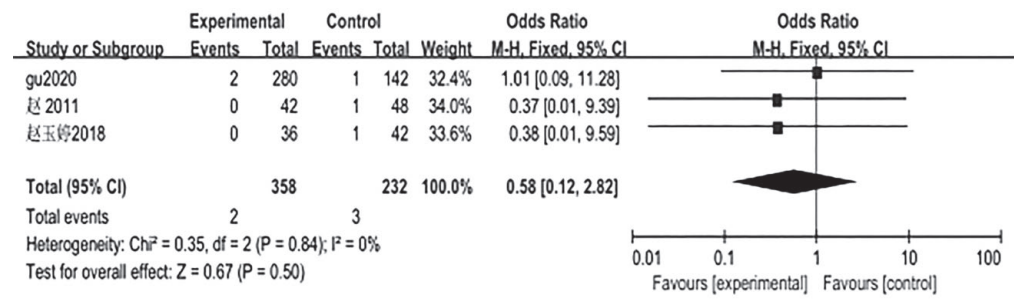 Experimental Control Odds Ratio Odds Ratio
Study or Subgroup Events Total Events Total Weight M-H, Fixed, 95% CI M-H, Fixed, 95% CI
gu2020 2 280 1 142 32.4% 1.01 [0.09, 11.28]
赵 2011 0 42 1 48 34.0% 0.37 [0.01, 9.39]
赵玉婷2018 0 36 1 42 33.6% 0.38 [0.01, 9.59]
Total (95% CI) 358 232 100.0% 0.58 [0.12, 2.82]
Total events 2 3
Heterogeneity: Chi² = 0.35, df = 2 (P = 0.84); I² = 0%
Test for overall effect: Z = 0.67 (P = 0.50)
0.01 0.1 1 10 100
Favours [experimental] Favours [control]